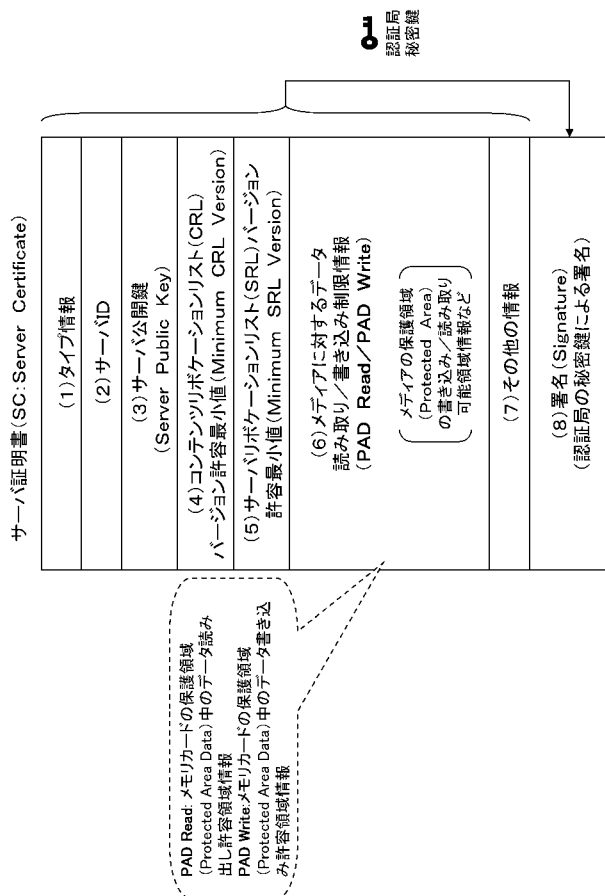 サーバ証明書(SC:Server Certificate)
(1)タイプ情報
(2)サーバID
(3)サーバ公開鍵
(Server Public Key)
(4)コンテンツリボケーションリスト(CRL)
バージョン許容最小値(Minimum CRL Version)
(5)サーバリボケーションリスト(SRL)バージョン
許容最小値(Minimum SRL Version)
(6)メディアに対するデータ
読み取り/書き込み制限情報
(PAD Read/PAD Write)
メディアの保護領域
(Protected Area)
の書き込み/読み取り
可能領域情報など
(7)その他の情報
(8)署名(Signature)
(認証局の秘密鍵による署名)
認証局
秘密鍵
PAD Read:メモリカードの保護領域
(Protected Area Data)中のデータ読み
出し許容領域情報
PAD Write:メモリカードの保護領域
(Protected Area Data)中のデータ書き込
み許容領域情報